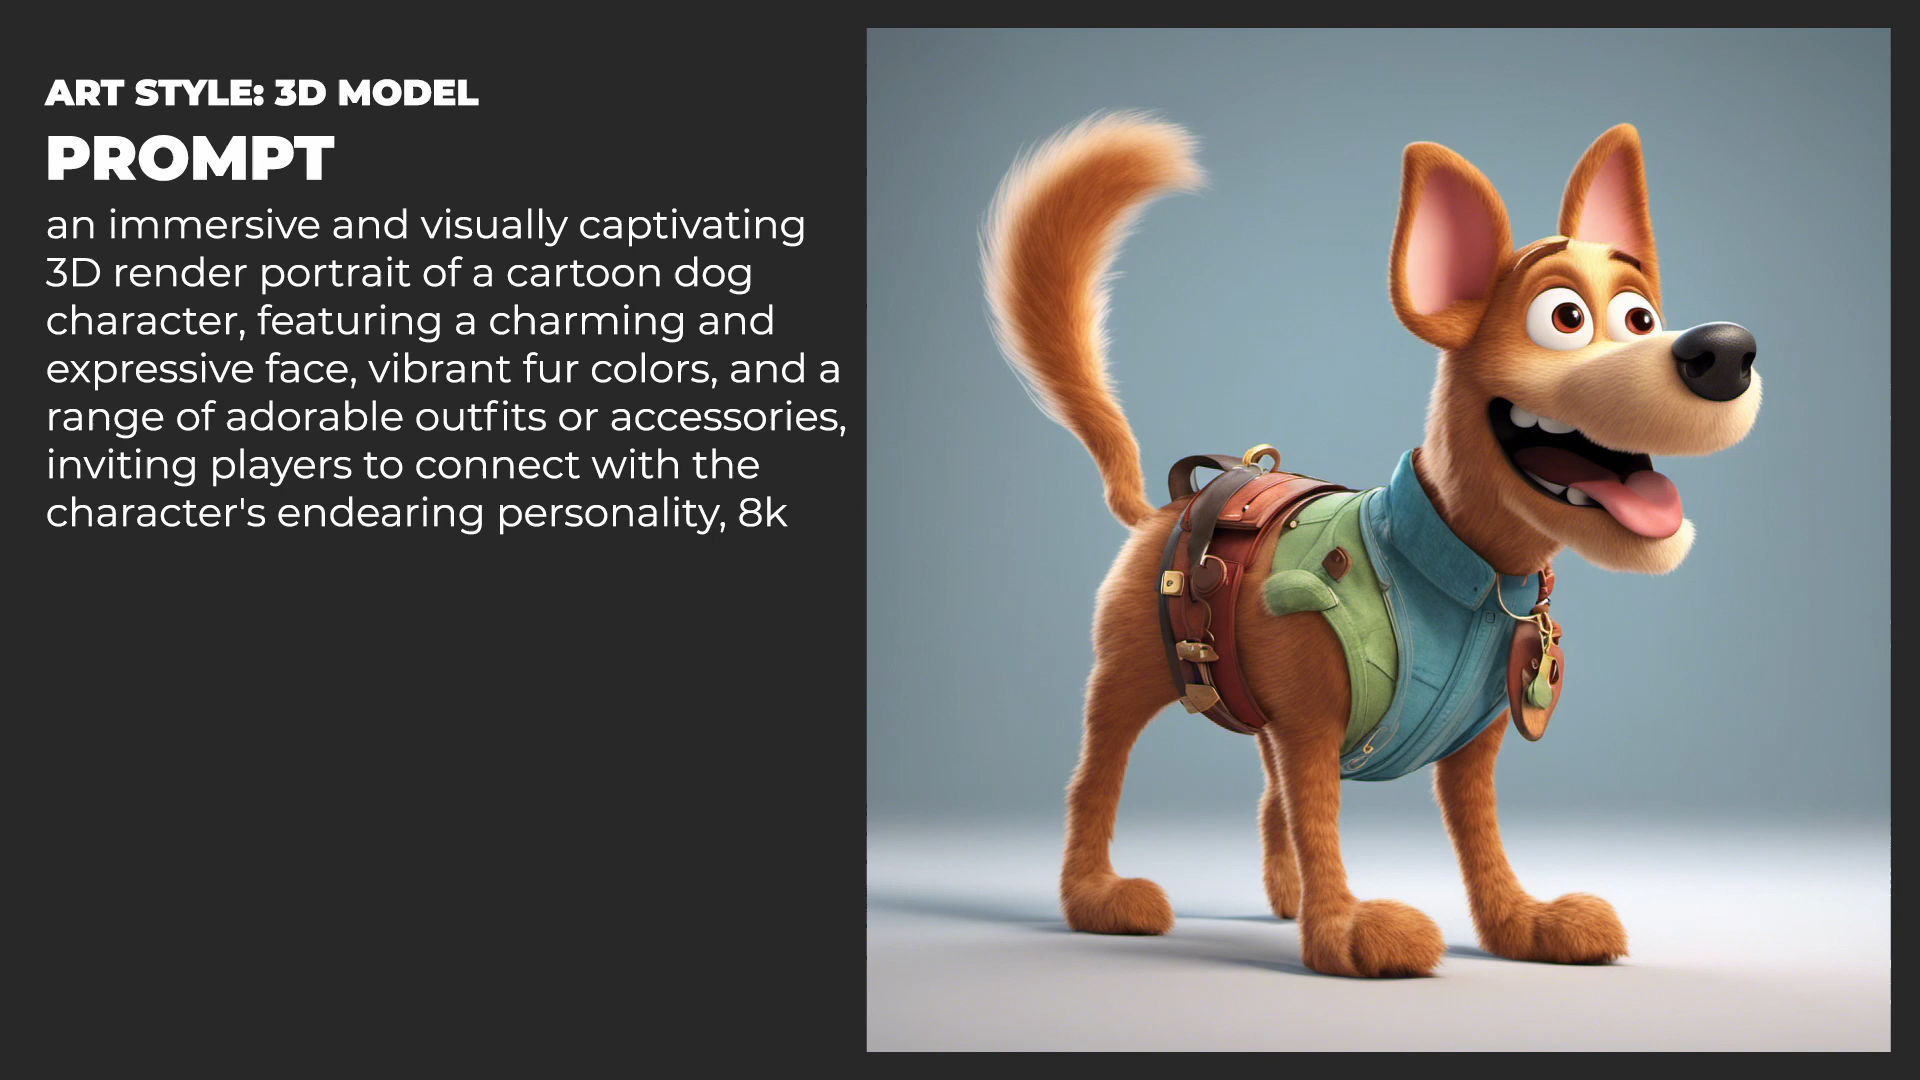 ART STYLE: 3D MODEL
PROMPT
an immersive and visually captivating
3D render portrait of a cartoon dog
character, featuring a charming and
expressive face, vibrant fur colors, and a
range of adorable outfits or accessories,
inviting players to connect with the
character's endearing personality, 8k